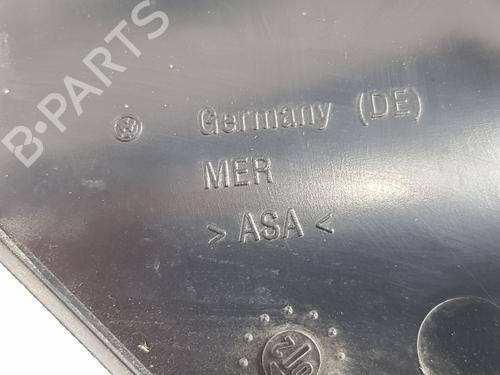 B-PARTS
Germany (DE)
MER
> ASA <